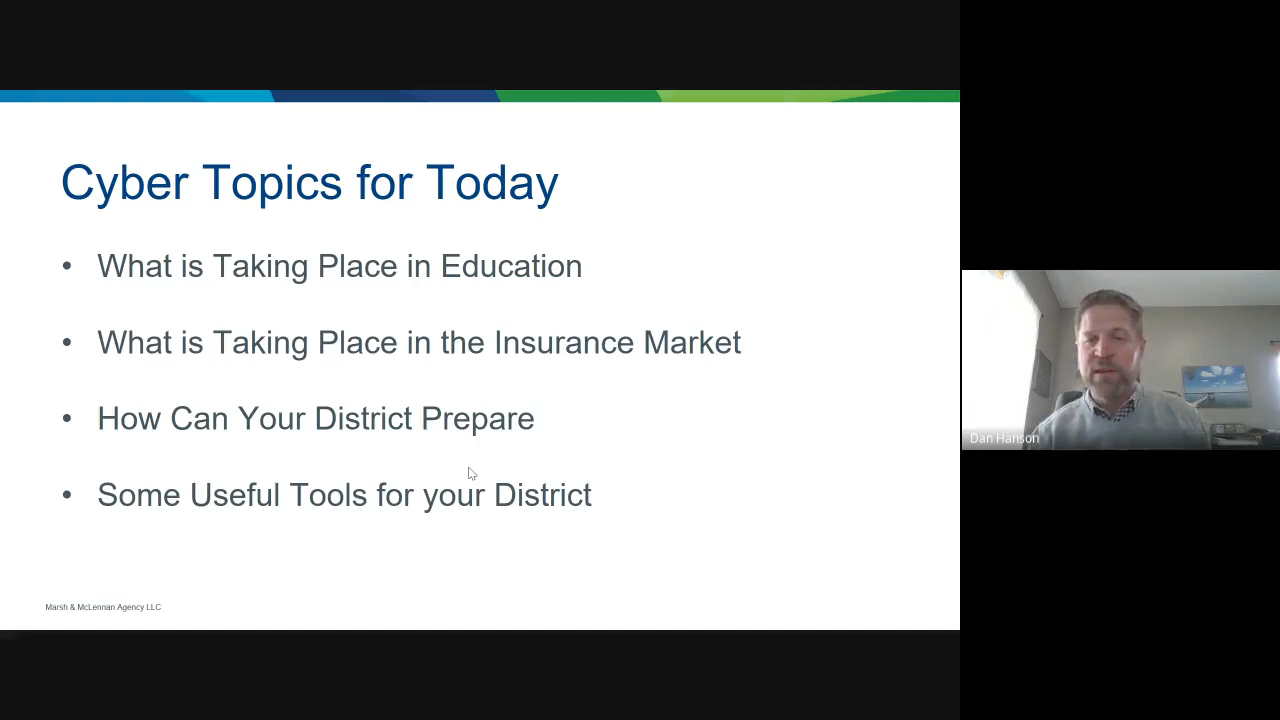 Cyber Topics for Today
• What is Taking Place in Education
• What is Taking Place in the Insurance Market
• How Can Your District Prepare
• Some Useful Tools for your District
Marsh & McLennan Agency LLC
Dan Hanson